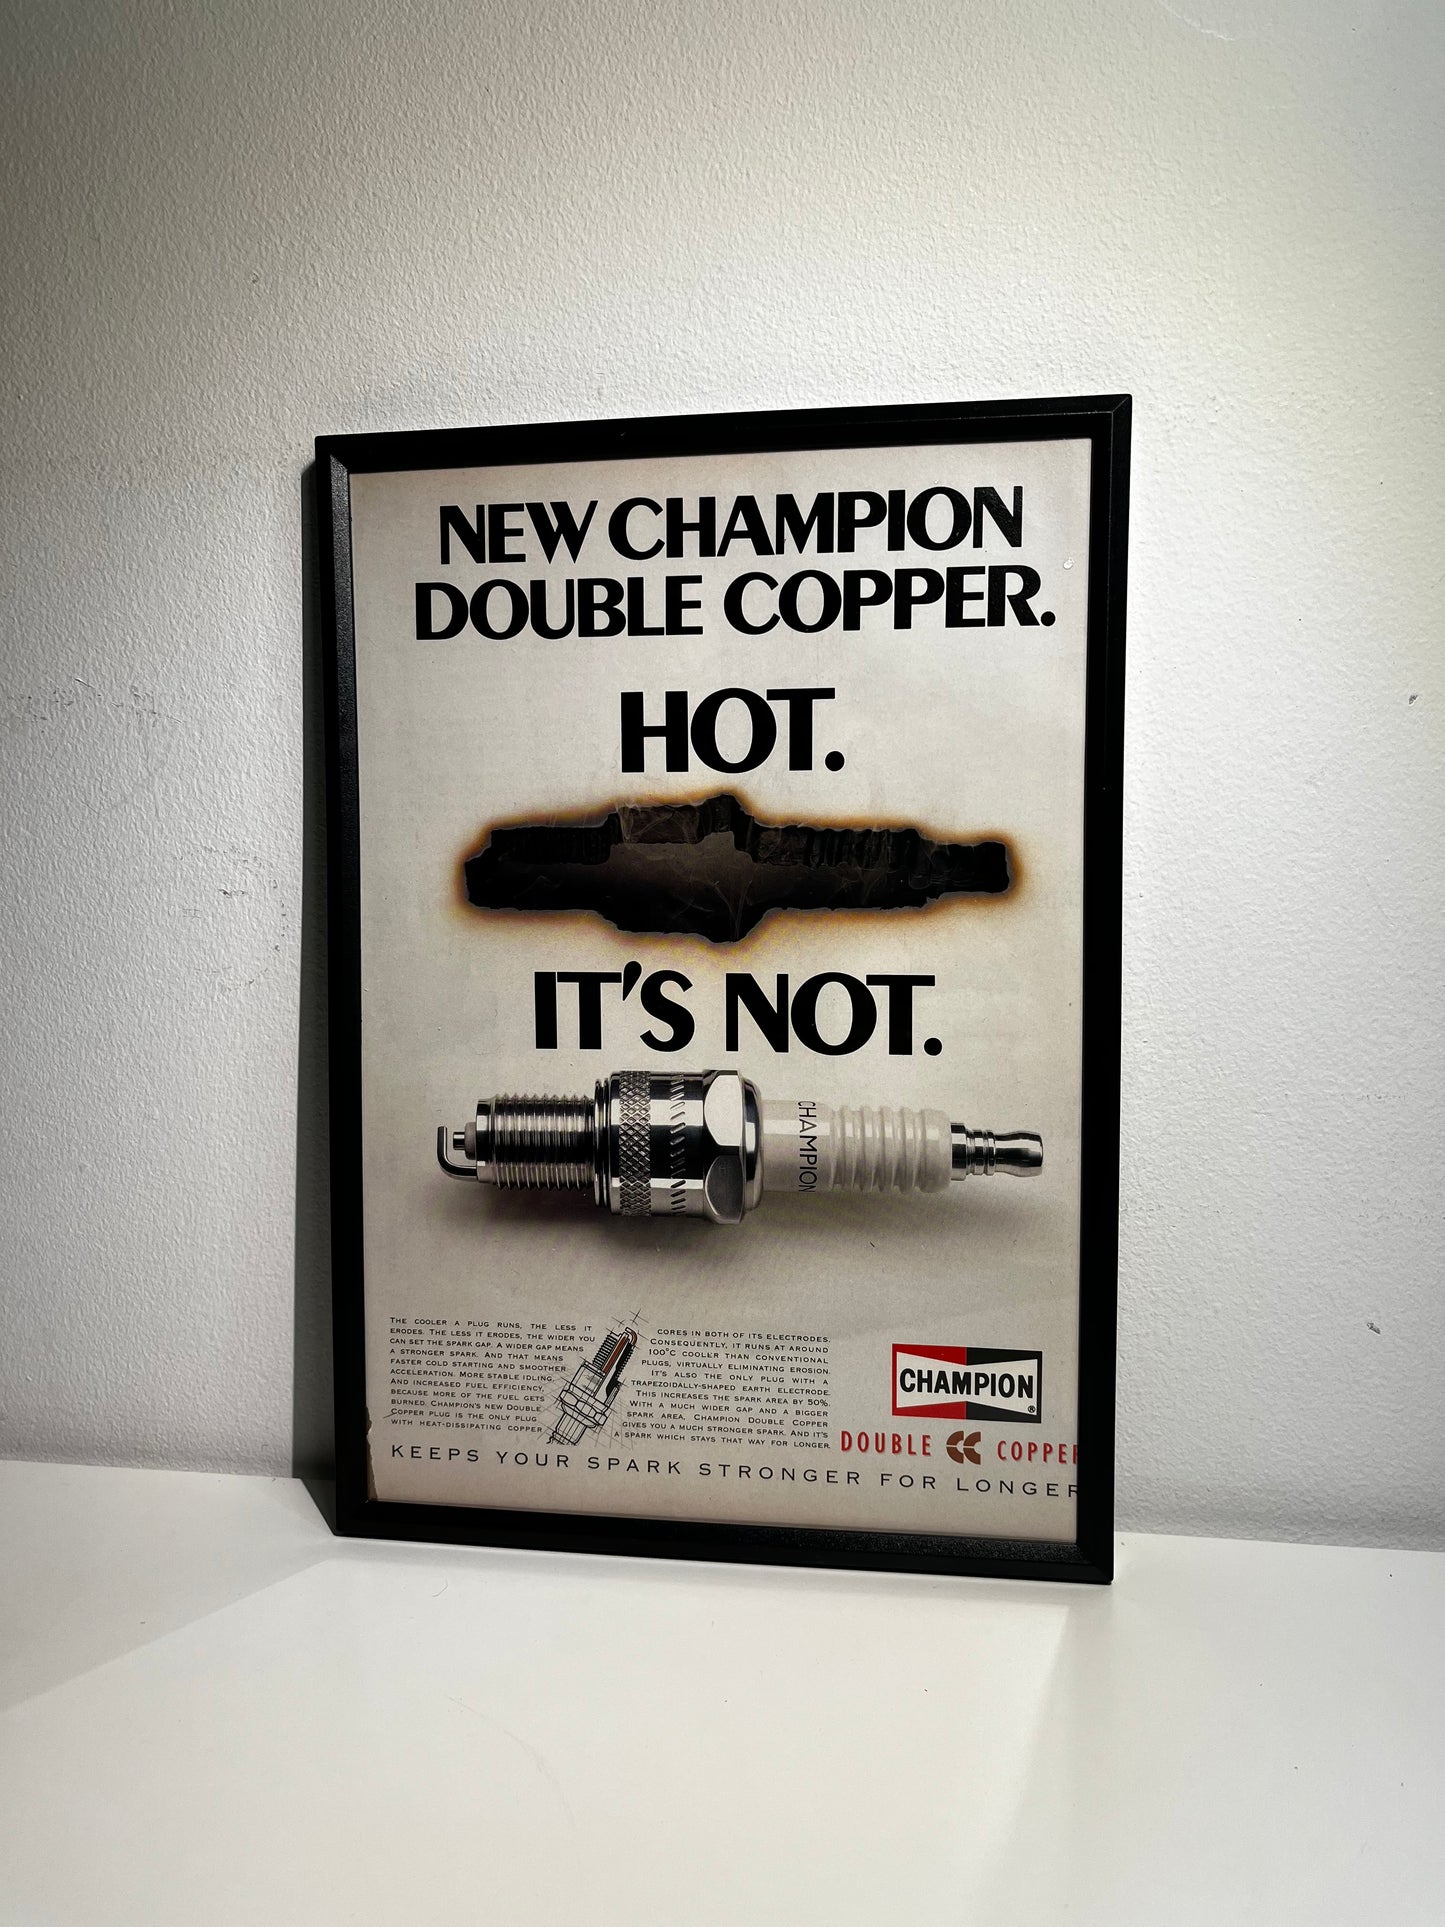 NEW CHAMPION
DOUBLE COPPER.
HOT.
IT'S NOT.
CHAMPION
THE COOLER A PLUG RUNS, THE LESS IT
ERODES. THE LESS IT ERODES, THE WIDER YOU
CAN SET THE SPARK GAP. A WIDER GAP MEANS
A STRONGER SPARK. AND THAT MEANS
FASTER COLD STARTING AND SMOOTHER
ACCELERATION. MORE STABLE IDLING,
AND INCREASED FUEL EFFICIENCY,
BECAUSE MORE OF THE FUEL GETS
BURNED. CHAMPION'S NEW DOUBLE
COPPER PLUG IS THE ONLY PLUG
WITH HEAT-DISSIPATING COPPER
CORES IN BOTH OF ITS ELECTRODES.
CONSEQUENTLY, IT RUNS AT AROUND
100°C COOLER THAN CONVENTIONAL
PLUGS, VIRTUALLY ELIMINATING EROSION.
IT'S ALSO THE ONLY PLUG WITH A
TRAPEZOIDALLY-SHAPED EARTH ELECTRODE.
THIS INCREASES THE SPARK AREA BY 50%.
WITH A MUCH WIDER GAP AND A BIGGER
SPARK AREA, CHAMPION DOUBLE COPPER
GIVES YOU A MUCH STRONGER SPARK. AND IT'S
A SPARK WHICH STAYS THAT WAY FOR LONGER.
CHAMPION
®
DOUBLE CC COPPER
KEEPS YOUR SPARK STRONGER FOR LONGER